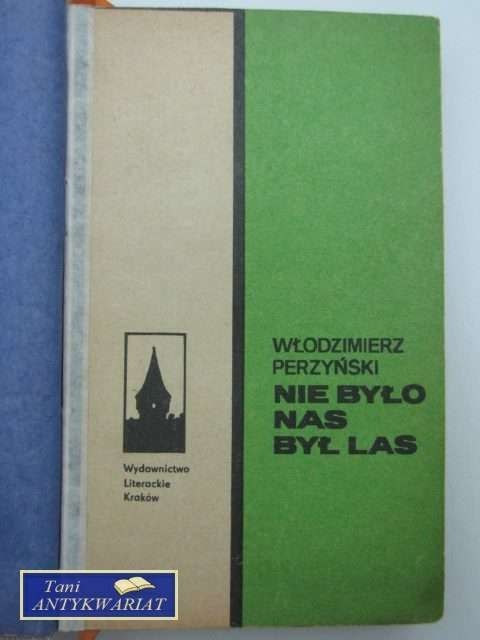 WŁODZIMIERZ
PERZYŃSKI
NIE BYŁO
NAS
BYŁ LAS
Wydawnictwo
Literackie
Kraków
Tani
ANTYKWARIAT